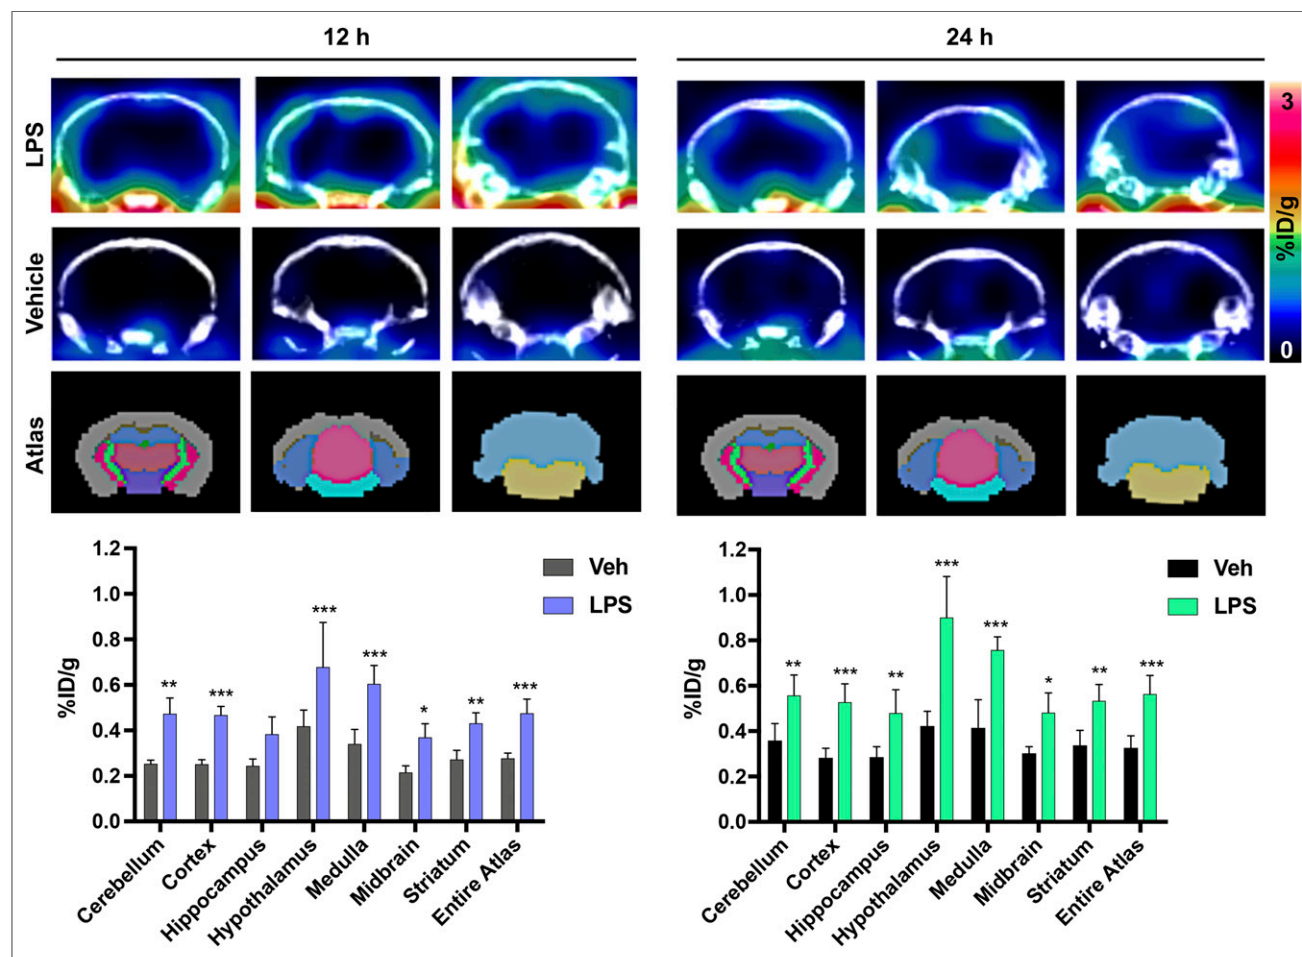 12 h
24 h
LPS
Vehicle
Atlas
3
%ID/g
0
1.2
1.0
0.8
0.6
0.4
0.2
0.0
%ID/g
Veh
LPS
**
***
***
***
*
**
***
Cerebellum
Cortex
Hippocampus
Hypothalamus
Medulla
Midbrain
Striatum
Entire Atlas
1.2
1.0
0.8
0.6
0.4
0.2
0.0
%ID/g
Veh
LPS
**
***
**
***
***
*
**
***
Cerebellum
Cortex
Hippocampus
Hypothalamus
Medulla
Midbrain
Striatum
Entire Atlas